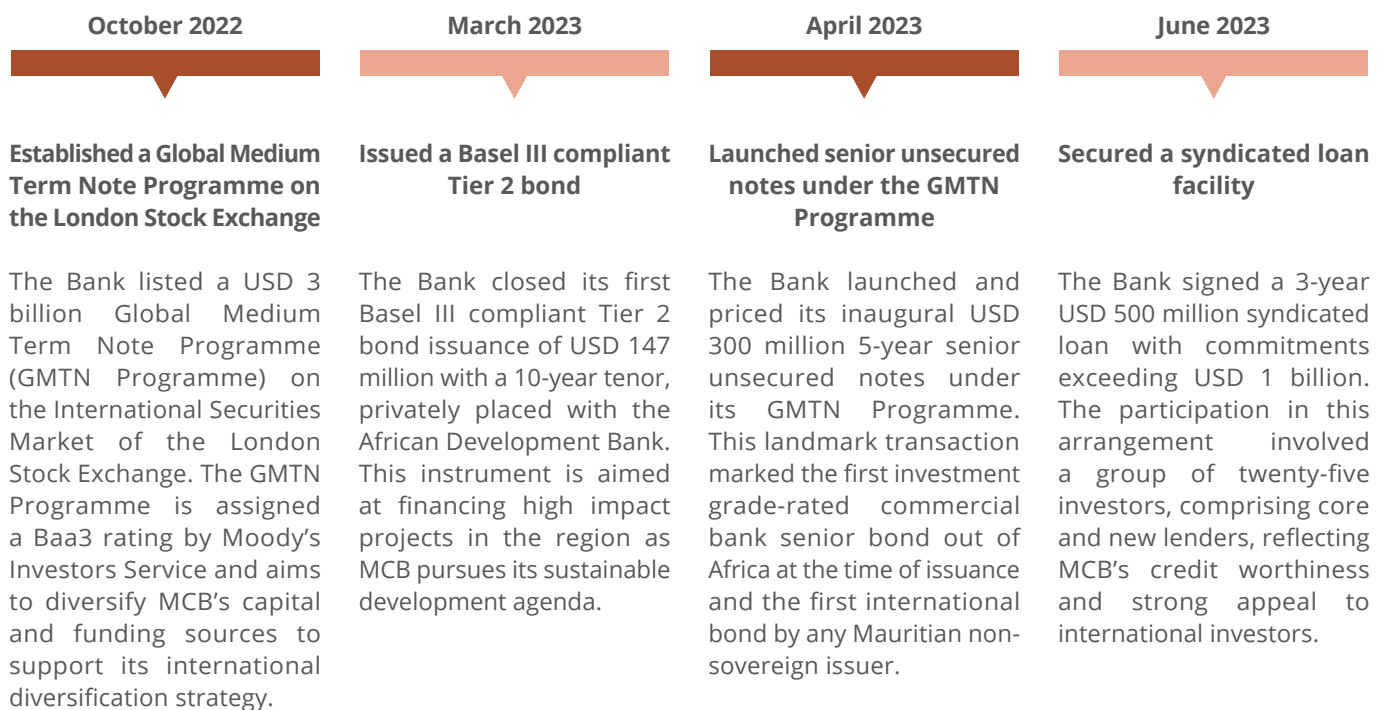 October 2022
Established a Global Medium
Term Note Programme on
the London Stock Exchange
The Bank listed a USD 3
billion Global Medium
Term Note Programme
(GMTN Programme) on
the International Securities
Market of the London
Stock Exchange. The GMTN
Programme is assigned
a Baa3 rating by Moody’s
Investors Service and aims
to diversify MCB’s capital
and funding sources to
support its international
diversification strategy.
March 2023
Issued a Basel III compliant
Tier 2 bond
The Bank closed its first
Basel III compliant Tier 2
bond issuance of USD 147
million with a 10-year tenor,
privately placed with the
African Development Bank.
This instrument is aimed
at financing high impact
projects in the region as
MCB pursues its sustainable
development agenda.
April 2023
Launched senior unsecured
notes under the GMTN
Programme
The Bank launched and
priced its inaugural USD
300 million 5-year senior
unsecured notes under
its GMTN Programme.
This landmark transaction
marked the first investment
grade-rated commercial
bank senior bond out of
Africa at the time of issuance
and the first international
bond by any Mauritian non-
sovereign issuer.
June 2023
Secured a syndicated loan
facility
The Bank signed a 3-year
USD 500 million syndicated
loan with commitments
exceeding USD 1 billion.
The participation in this
arrangement involved
a group of twenty-five
investors, comprising core
and new lenders, reflecting
MCB’s credit worthiness
and strong appeal to
international investors.